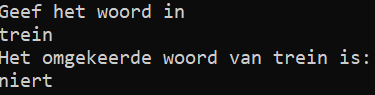 Geef het woord in
trein
Het omgekeerde woord van trein is:
niert